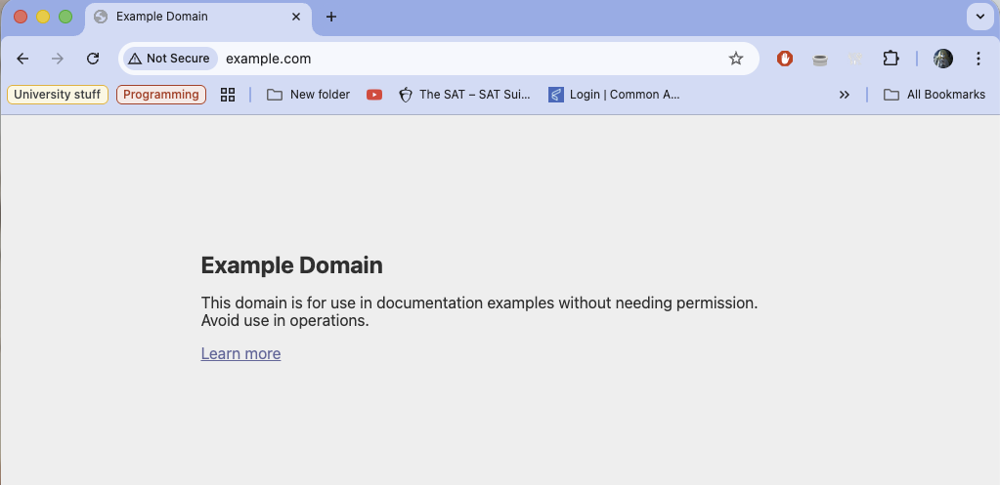 Example Domain
Not Secure example.com
University stuff Programming New folder The SAT – SAT Sui... Login | Common A... All Bookmarks
Example Domain
This domain is for use in documentation examples without needing permission.
Avoid use in operations.
Learn more